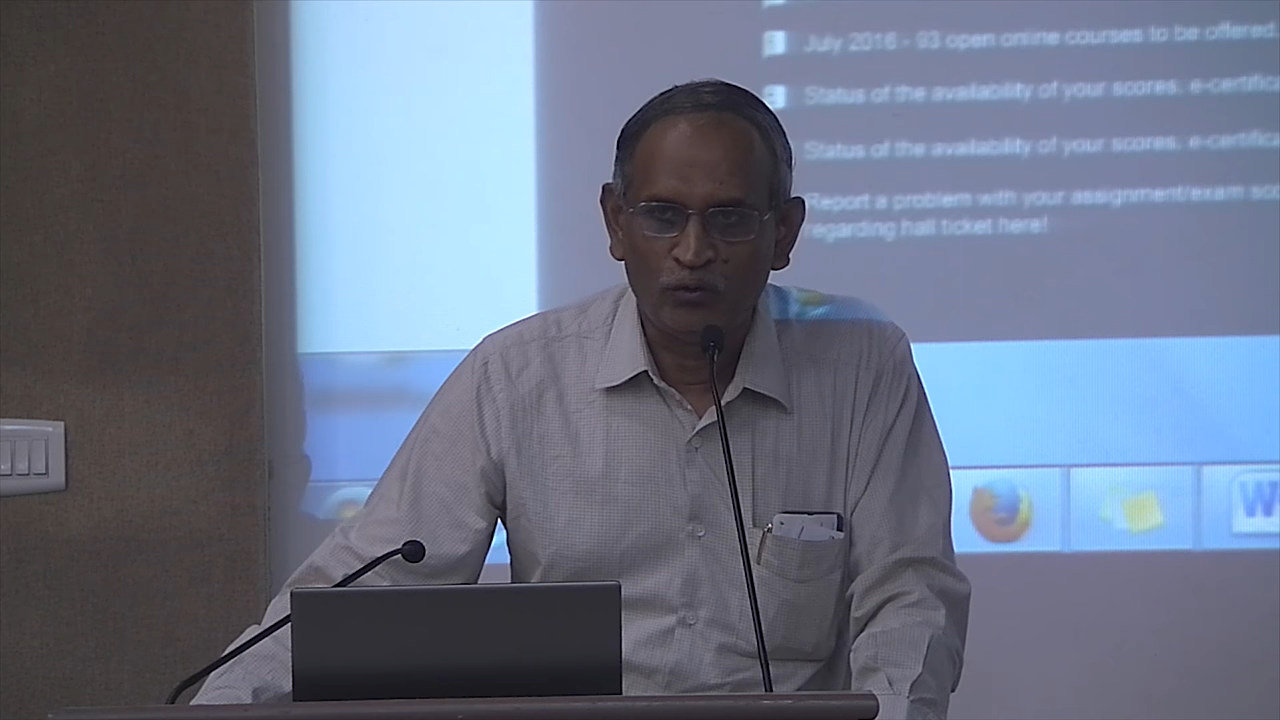 July 2016 - 93 open online courses to be offered
Status of the availability of your scores, e-certific
Status of the availability of your scores, e-certific
Report a problem with your assignment/exam
regarding hall ticket here!
W